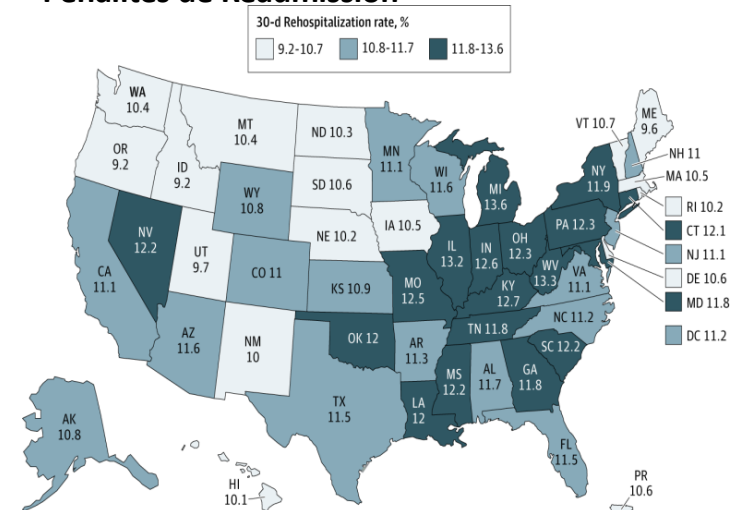 Pénalités de Réadmission
30-d Rehospitalization rate, %
9.2-10.7 10.8-11.7 11.8-13.6
WA
10.4
OR
9.2
ID
9.2
MT
10.4
ND 10.3
SD 10.6
WY
10.8
NE 10.2
NV
12.2
UT
9.7
CO 11
CA
11.1
AZ
11.6
NM
10
KS 10.9
OK 12
TX
11.5
MN
11.1
IA 10.5
MO
12.5
AR
11.3
LA
12
WI
11.6
IL
13.2
MI
13.6
IN
12.6
OH
12.3
KY
12.7
TN 11.8
MS
12.2
AL
11.7
GA
11.8
FL
11.5
SC 12.2
NC 11.2
VA
11.1
WV
13.3
PA 12.3
NY
11.9
VT 10.7
ME
9.6
NH 11
MA 10.5
RI 10.2
CT 12.1
NJ 11.1
DE 10.6
MD 11.8
DC 11.2
AK
10.8
HI
10.1
PR
10.6